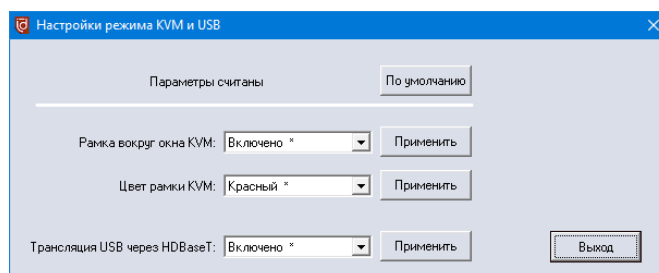 Настройки режима KVM и USB
Параметры считаны По умолчанию
Рамка вокруг окна KVM: Включено * Применить
Цвет рамки KVM: Красный * Применить
Трансляция USB через HDBaseT: Включено * Применить Выход